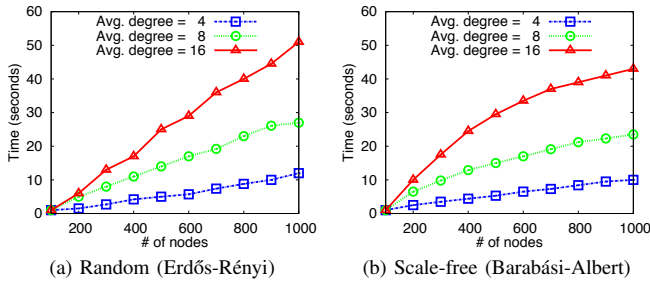 Avg. degree = 4
Avg. degree = 8
Avg. degree = 16
60
50
40
30
20
10
0
Time (seconds)
200 400 600 800 1000
# of nodes
(a) Random (Erdős-Rényi)
Avg. degree = 4
Avg. degree = 8
Avg. degree = 16
60
50
40
30
20
10
0
Time (seconds)
200 400 600 800 1000
# of nodes
(b) Scale-free (Barabási-Albert)